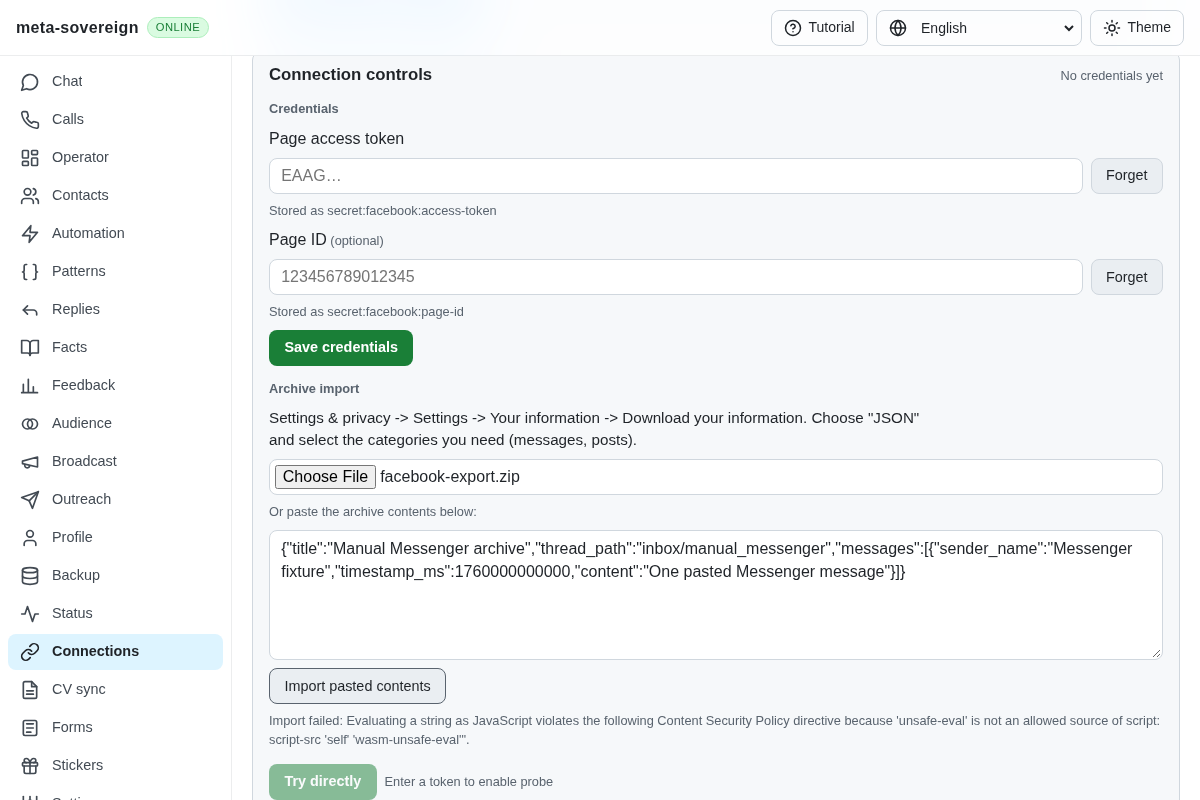 meta-sovereign ONLINE
Tutorial
English
Theme
Chat
Calls
Operator
Contacts
Automation
Patterns
Replies
Facts
Feedback
Audience
Broadcast
Outreach
Profile
Backup
Status
Connections
CV sync
Forms
Stickers
Connection controls
No credentials yet
Credentials
Page access token
EAAG…
Forget
Stored as secret:facebook:access-token
Page ID (optional)
123456789012345
Forget
Stored as secret:facebook:page-id
Save credentials
Archive import
Settings & privacy -> Settings -> Your information -> Download your information. Choose "JSON"
and select the categories you need (messages, posts).
Choose File facebook-export.zip
Or paste the archive contents below:
{"title":"Manual Messenger archive","thread_path":"inbox/manual_messenger","messages":[{"sender_name":"Messenger
fixture","timestamp_ms":1760000000000,"content":"One pasted Messenger message"}]}
Import pasted contents
Import failed: Evaluating a string as JavaScript violates the following Content Security Policy directive because 'unsafe-eval' is not an allowed source of script:
script-src 'self' 'wasm-unsafe-eval'".
Try directly
Enter a token to enable probe